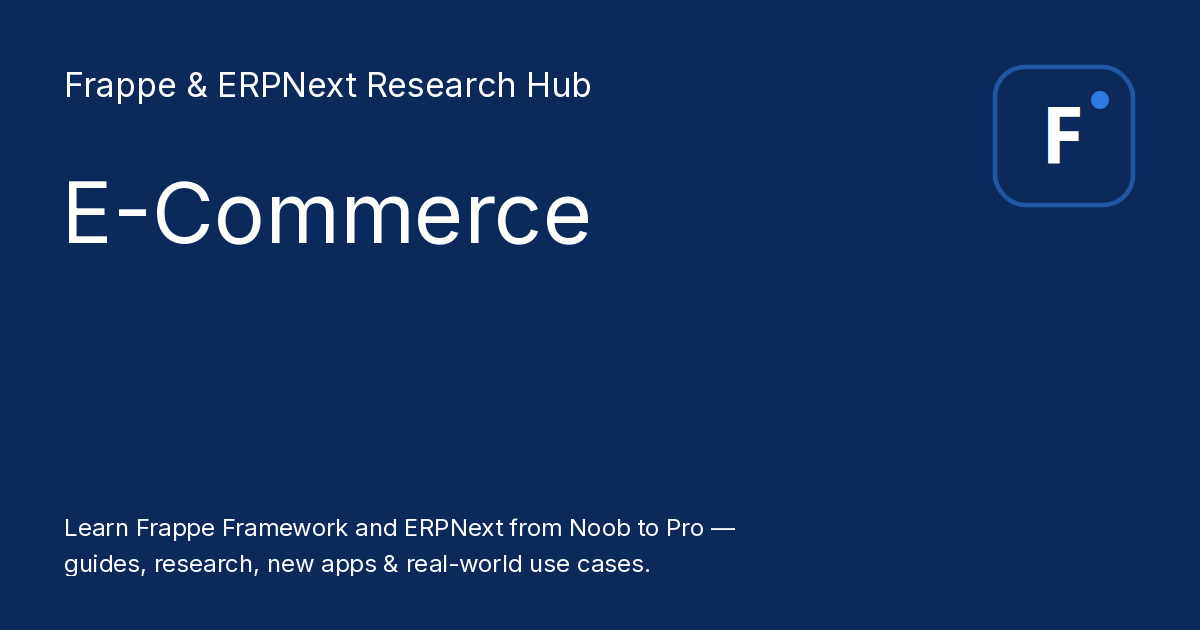 Frappe & ERPNext Research Hub
F
E-Commerce
Learn Frappe Framework and ERPNext from Noob to Pro —
guides, research, new apps & real-world use cases.